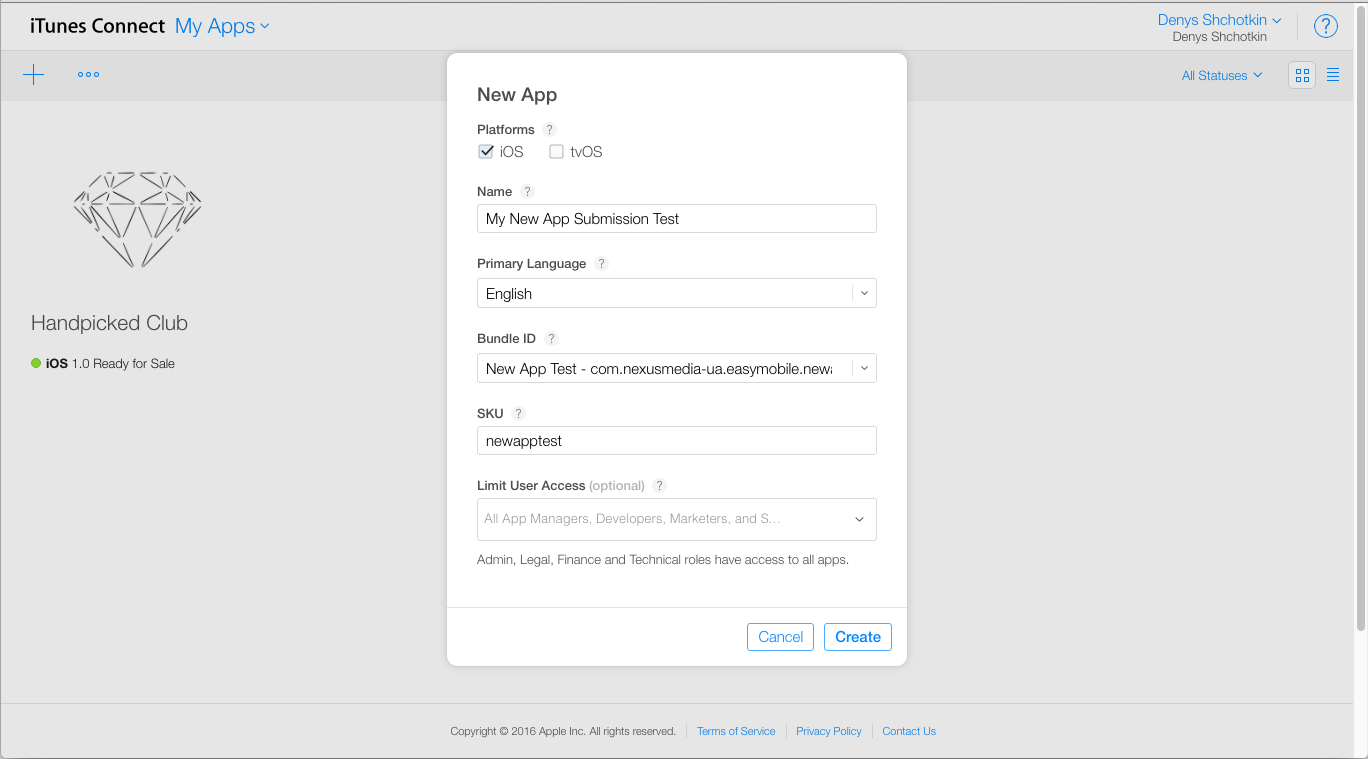 iTunes Connect My Apps
Denys Shchotkin
Denys Shchotkin
?
All Statuses
Handpicked Club
iOS 1.0 Ready for Sale
New App
Platforms ?
iOS tvOS
Name ?
My New App Submission Test
Primary Language ?
English
Bundle ID ?
New App Test - com.nexusmedia-ua.easymobile.newa
SKU ?
newapptest
Limit User Access (optional) ?
All App Managers, Developers, Marketers, and S...
Admin, Legal, Finance and Technical roles have access to all apps.
Cancel Create
Copyright © 2016 Apple Inc. All rights reserved. Terms of Service Privacy Policy Contact Us